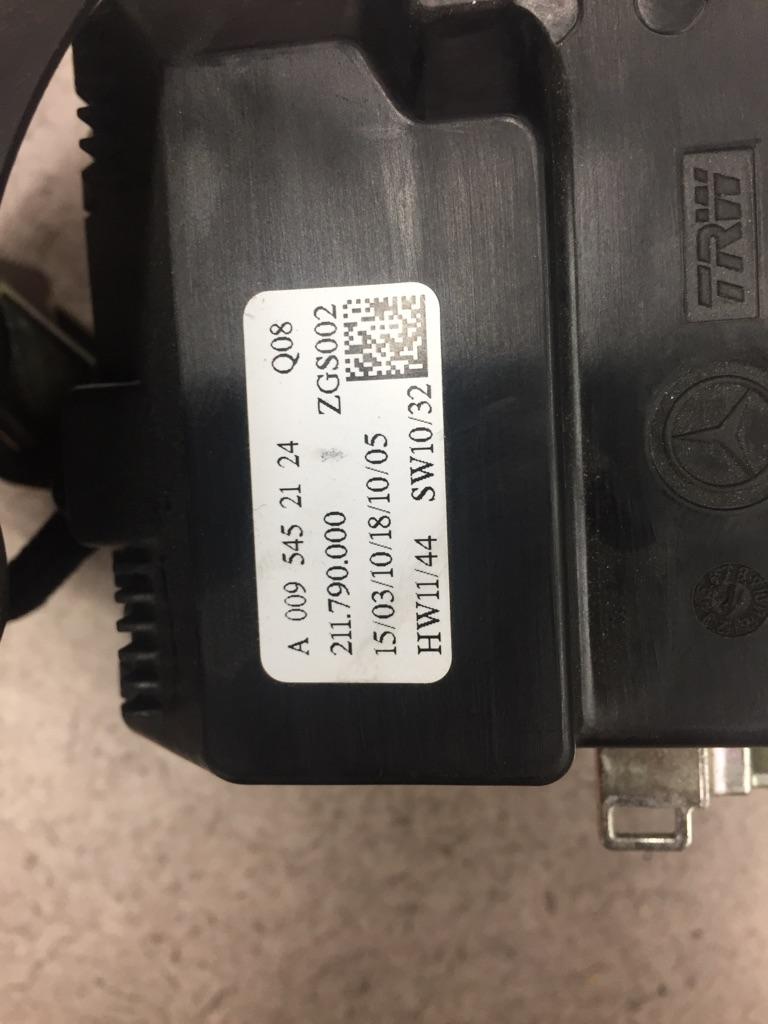 A 009 545 21 24 Q08
211.790.000 ZGS002
15/03/10/18/10/05
HW11/44 SW10/32
TRW